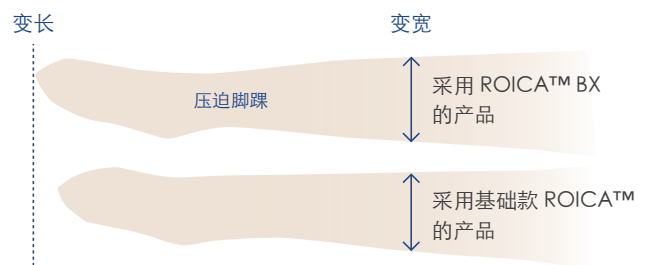 变长
变宽
压迫脚踝
采用 ROICA™ BX
的产品
采用基础款 ROICA™
的产品